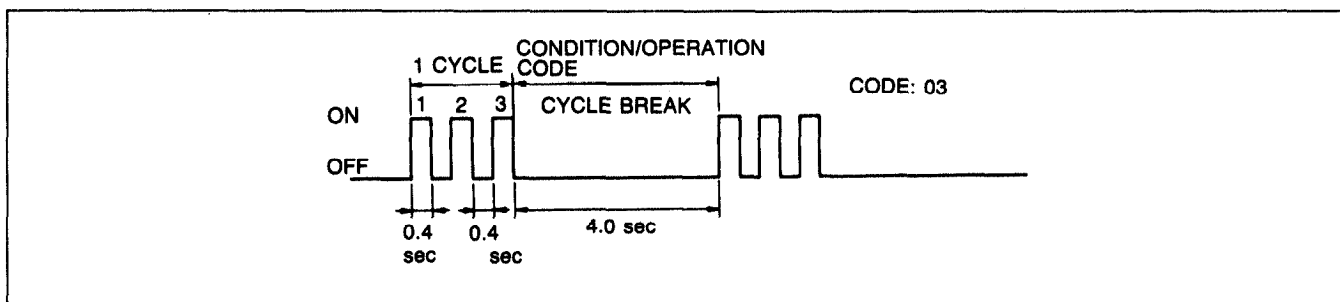 CONDITION/OPERATION
1 CYCLE CODE
CODE: 03
1 2 3 CYCLE BREAK
ON
OFF
0.4 sec
0.4 sec
4.0 sec